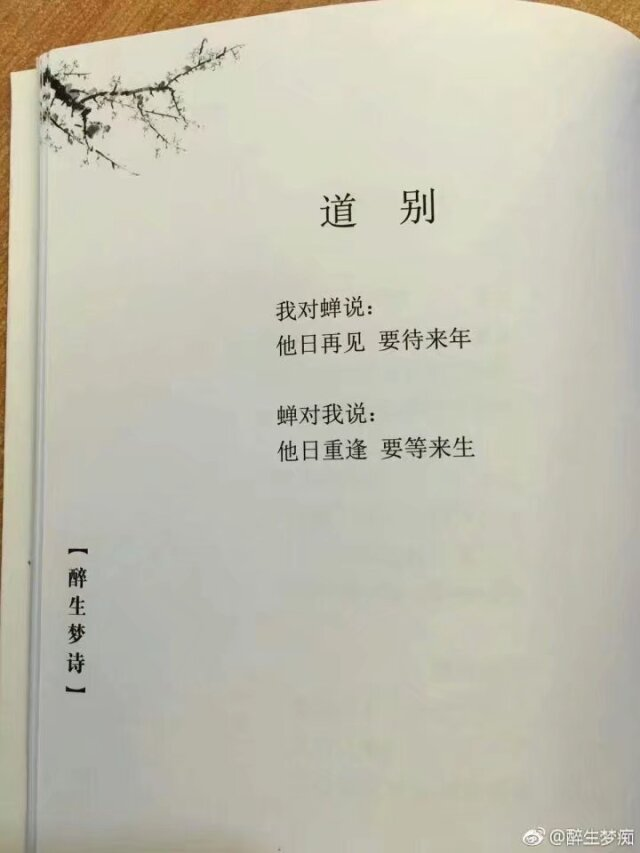 道 别
我对蝉说：
他日再见 要待来年
蝉对我说：
他日重逢 要等来生
【醉生梦诗】
@醉生梦痴